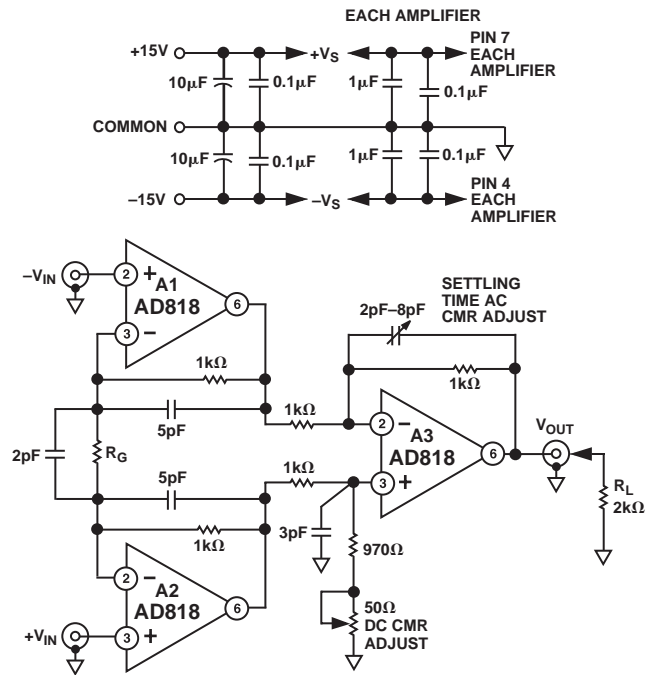 EACH AMPLIFIER
+15V
10µF
0.1µF
+VS
1µF
0.1µF
PIN 7
EACH
AMPLIFIER
COMMON
10µF
0.1µF
1µF
0.1µF
–15V
–VS
PIN 4
EACH
AMPLIFIER
–VIN
2
+
A1
AD818
6
3
–
1kΩ
5pF
2pF
RG
5pF
1kΩ
2
–
A2
AD818
6
+VIN
3
+
SETTLING
TIME AC
CMR ADJUST
2pF–8pF
1kΩ
1kΩ
2
–
A3
AD818
6
1kΩ
3
+
VOUT
RL
2kΩ
3pF
970Ω
50Ω
DC CMR
ADJUST